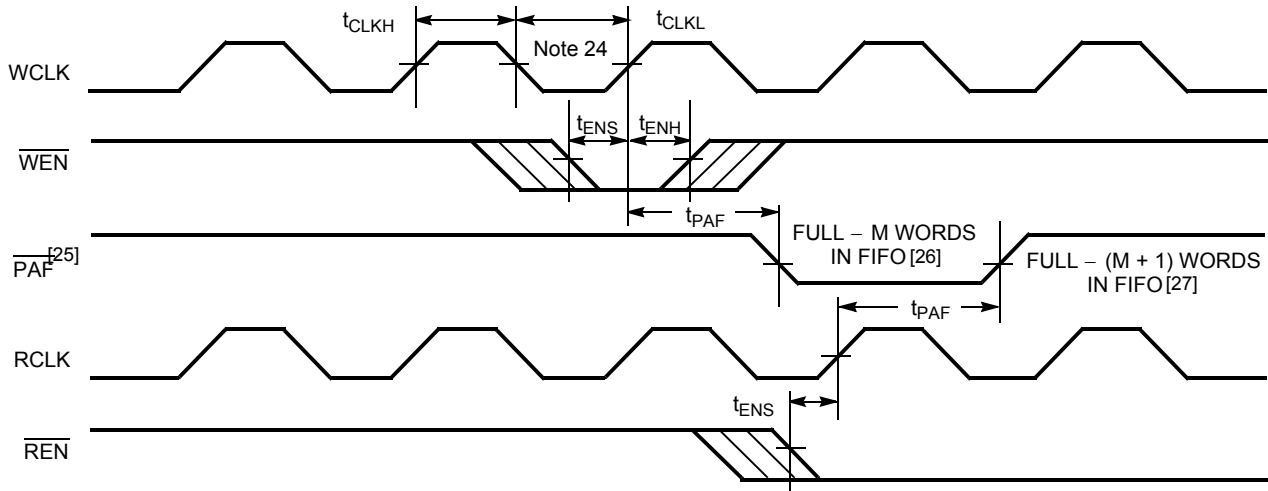 tCLKH
tCLKL
Note 24
WCLK
tENS
tENH
WEN
tPAF
PAF[25]
FULL – M WORDS
IN FIFO[26]
FULL – (M + 1) WORDS
IN FIFO[27]
tPAF
RCLK
tENS
REN